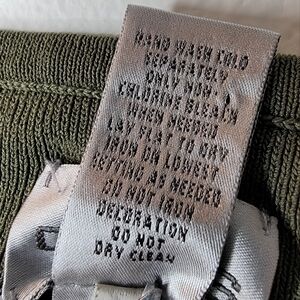 HAND WASH COLD
SEPARATELY
ONLY NON-
CHLORINE BLEACH
WHEN NEEDED
LAY FLAT TO DRY
IRON ON LOWEST
SETTING AS NEEDED
DO NOT IRON
DECORATION
DO NOT
DRY CLEAN